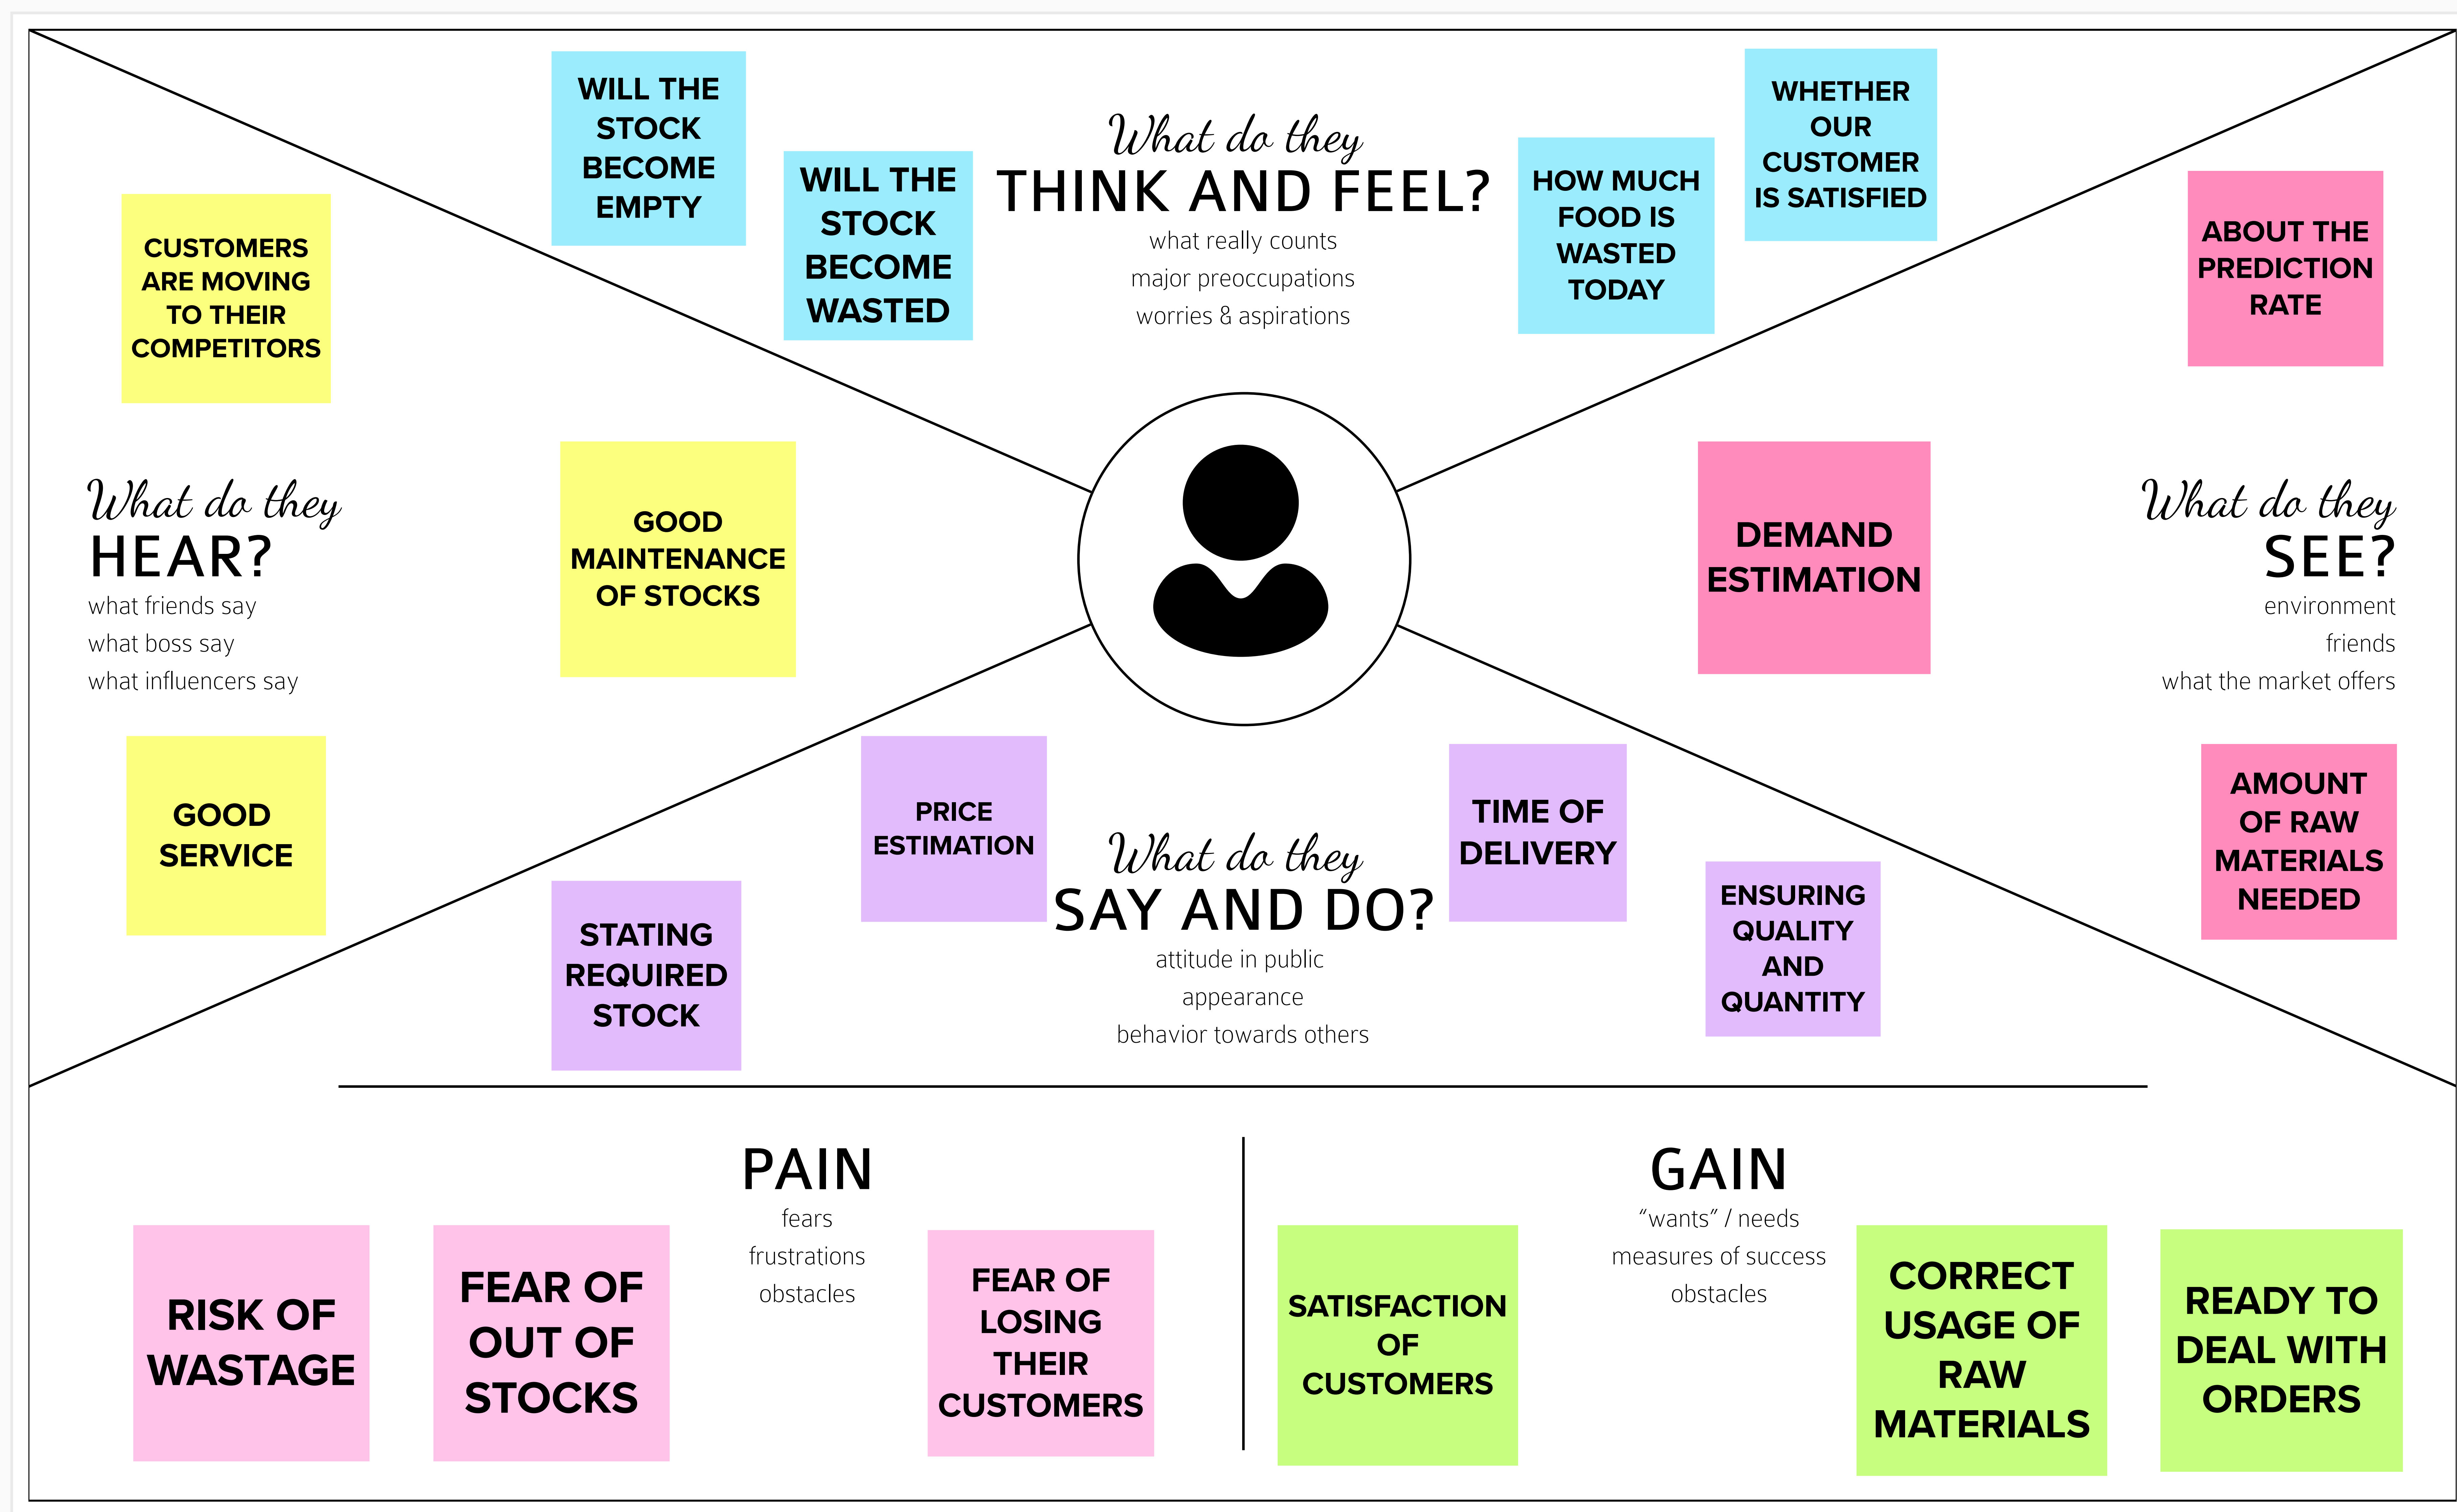 WILL THE
STOCK
BECOME
EMPTY
WILL THE
STOCK
BECOME
WASTED
What do they
THINK AND FEEL?
what really counts
major preoccupations
worries & aspirations
HOW MUCH
FOOD IS
WASTED
TODAY
WHETHER
OUR
CUSTOMER
IS SATISFIED
CUSTOMERS
ARE MOVING
TO THEIR
COMPETITORS
What do they
HEAR?
what friends say
what boss say
what influencers say
GOOD
MAINTENANCE
OF STOCKS
GOOD
SERVICE
ABOUT THE
PREDICTION
RATE
DEMAND
ESTIMATION
What do they
SEE?
environment
friends
what the market offers
AMOUNT
OF RAW
MATERIALS
NEEDED
STATING
REQUIRED
STOCK
PRICE
ESTIMATION
What do they
SAY AND DO?
attitude in public
appearance
behavior towards others
TIME OF
DELIVERY
ENSURING
QUALITY
AND
QUANTITY
PAIN
fears
frustrations
obstacles
RISK OF
WASTAGE
FEAR OF
OUT OF
STOCKS
FEAR OF
LOSING
THEIR
CUSTOMERS
GAIN
“wants” / needs
measures of success
obstacles
SATISFACTION
OF
CUSTOMERS
CORRECT
USAGE OF
RAW
MATERIALS
READY TO
DEAL WITH
ORDERS